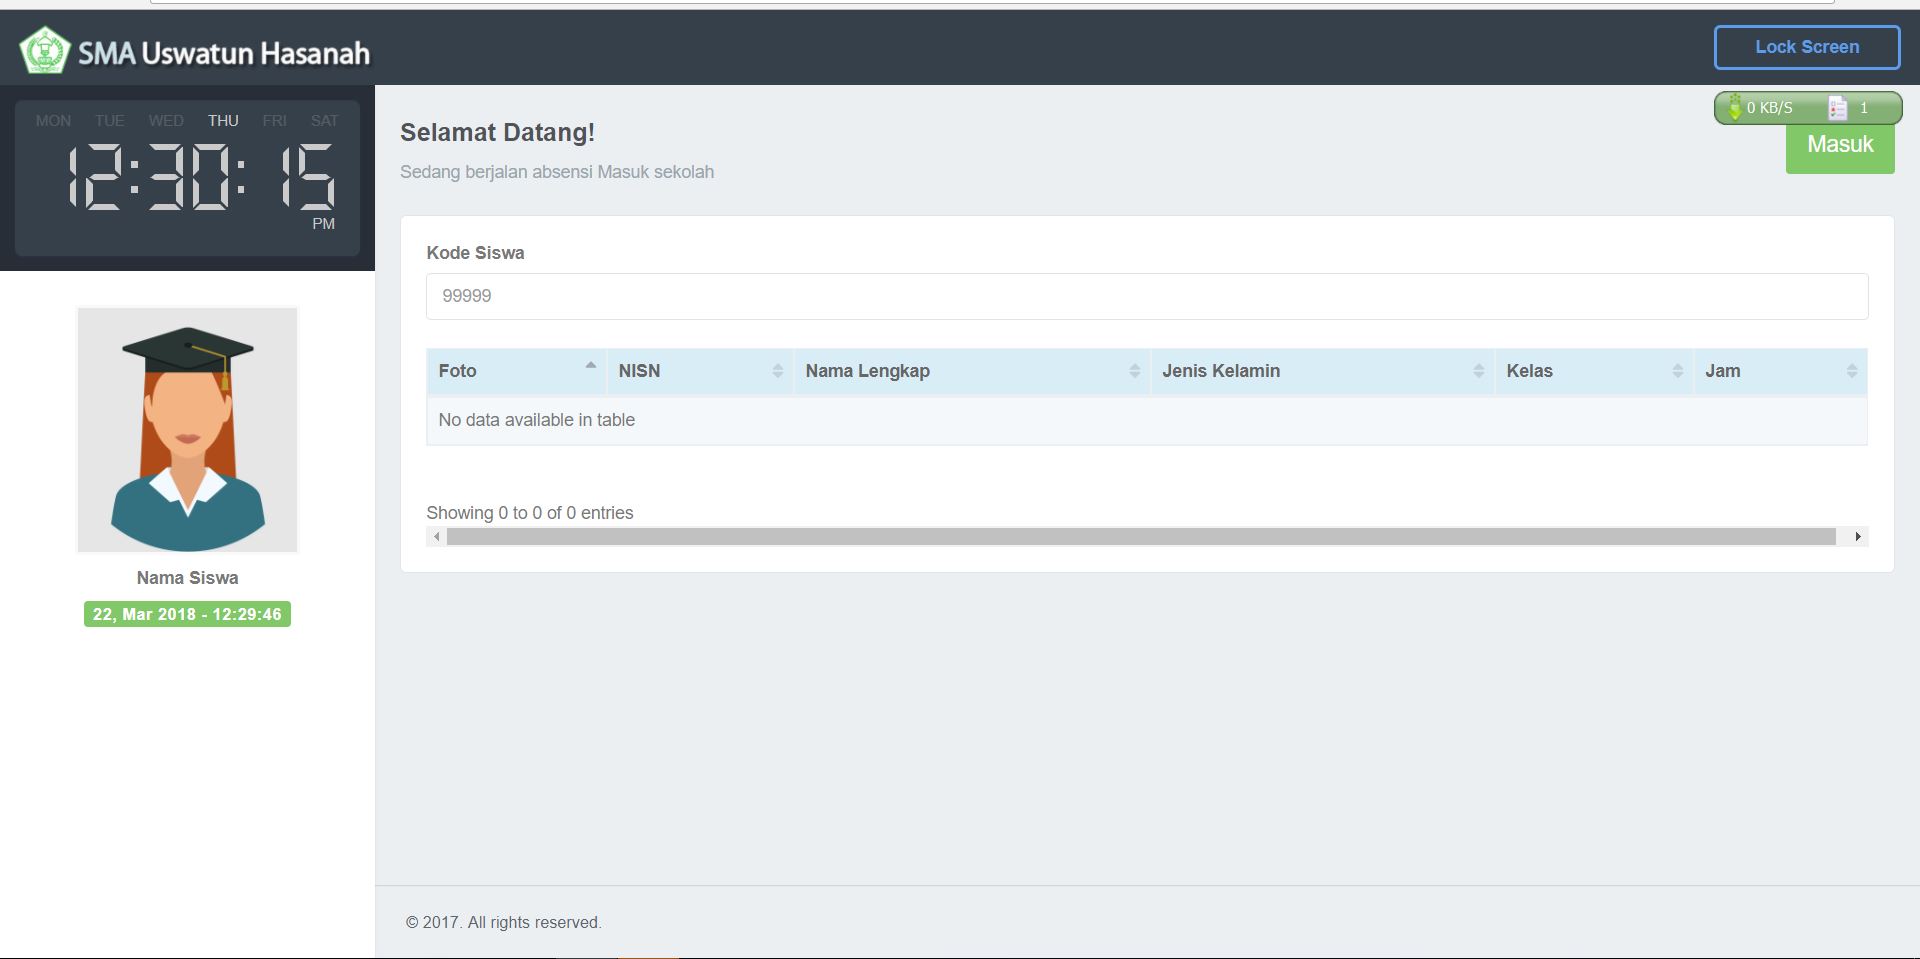 SMA Uswatun Hasanah
Lock Screen
MON TUE WED THU FRI SAT
12:30:15
PM
0 KB/S 1
Selamat Datang!
Masuk
Sedang berjalan absensi Masuk sekolah
Kode Siswa
99999
Foto NISN Nama Lengkap Jenis Kelamin Kelas Jam
No data available in table
Showing 0 to 0 of 0 entries
Nama Siswa
22, Mar 2018 - 12:29:46
© 2017. All rights reserved.